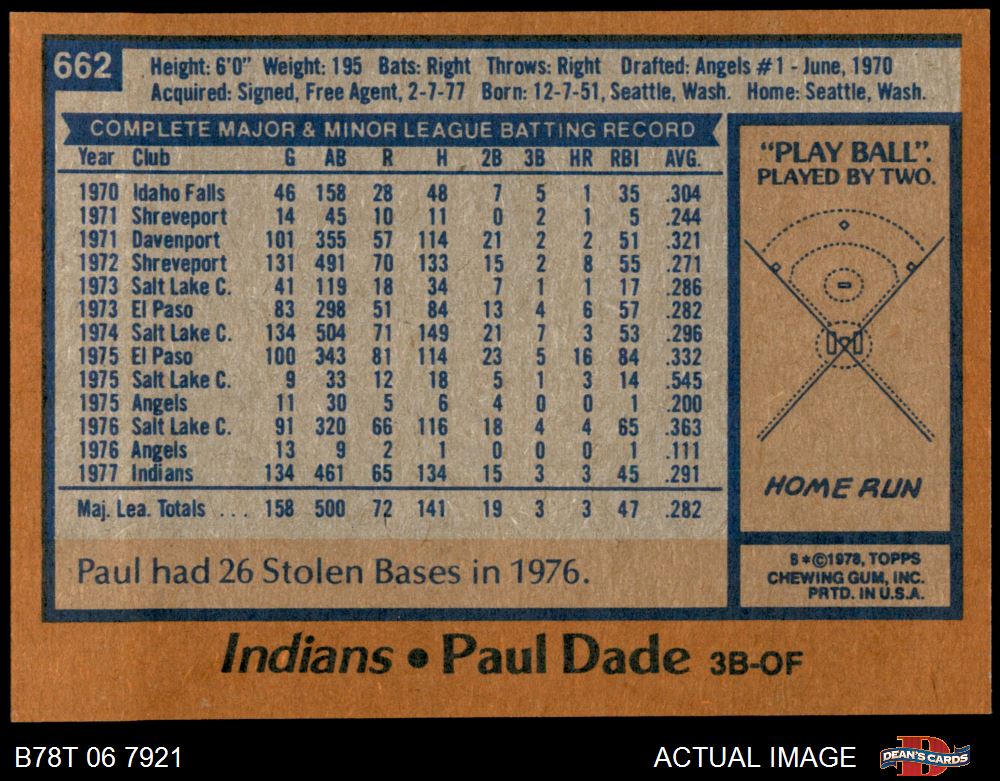 662
Height: 6'0" Weight: 195 Bats: Right Throws: Right Drafted: Angels #1 - June, 1970
Acquired: Signed, Free Agent, 2-7-77 Born: 12-7-51, Seattle, Wash. Home: Seattle, Wash.
COMPLETE MAJOR & MINOR LEAGUE BATTING RECORD
Year Club G AB R H 2B 3B HR RBI AVG.
1970 Idaho Falls 46 158 28 48 7 5 1 35 .304
1971 Shreveport 14 45 10 11 0 2 1 5 .244
1971 Davenport 101 355 57 114 21 2 2 51 .321
1972 Shreveport 131 491 70 133 15 2 8 55 .271
1973 Salt Lake C. 41 119 18 34 7 1 1 17 .286
1973 El Paso 83 298 51 84 13 4 6 57 .282
1974 Salt Lake C. 134 504 71 149 21 7 3 53 .296
1975 El Paso 100 343 81 114 23 5 16 84 .332
1975 Salt Lake C. 9 33 12 18 5 1 3 14 .545
1975 Angels 11 30 5 6 4 0 0 1 .200
1976 Salt Lake C. 91 320 66 116 18 4 4 65 .363
1976 Angels 13 9 2 1 0 0 0 1 .111
1977 Indians 134 461 65 134 15 3 3 45 .291
Maj. Lea. Totals . . . 158 500 72 141 19 3 3 47 .282
Paul had 26 Stolen Bases in 1976.
"PLAY BALL".
PLAYED BY TWO.
HOME RUN
B*©1978, TOPPS
CHEWING GUM, INC.
PRTD. IN U.S.A.
Indians • Paul Dade 3B-OF
B78T 06 7921
ACTUAL IMAGE
DEAN'S CARDS